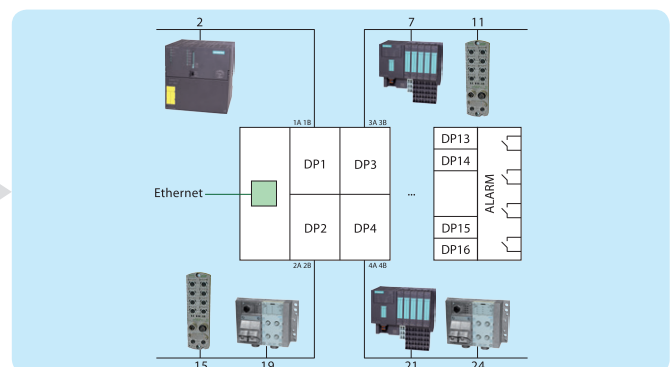 2
7
11
1A 1B
3A 3B
DP1
DP3
DP13
DP14
Ethernet
...
ALARM
DP2
DP4
DP15
DP16
2A 2B
4A 4B
15
19
21
24